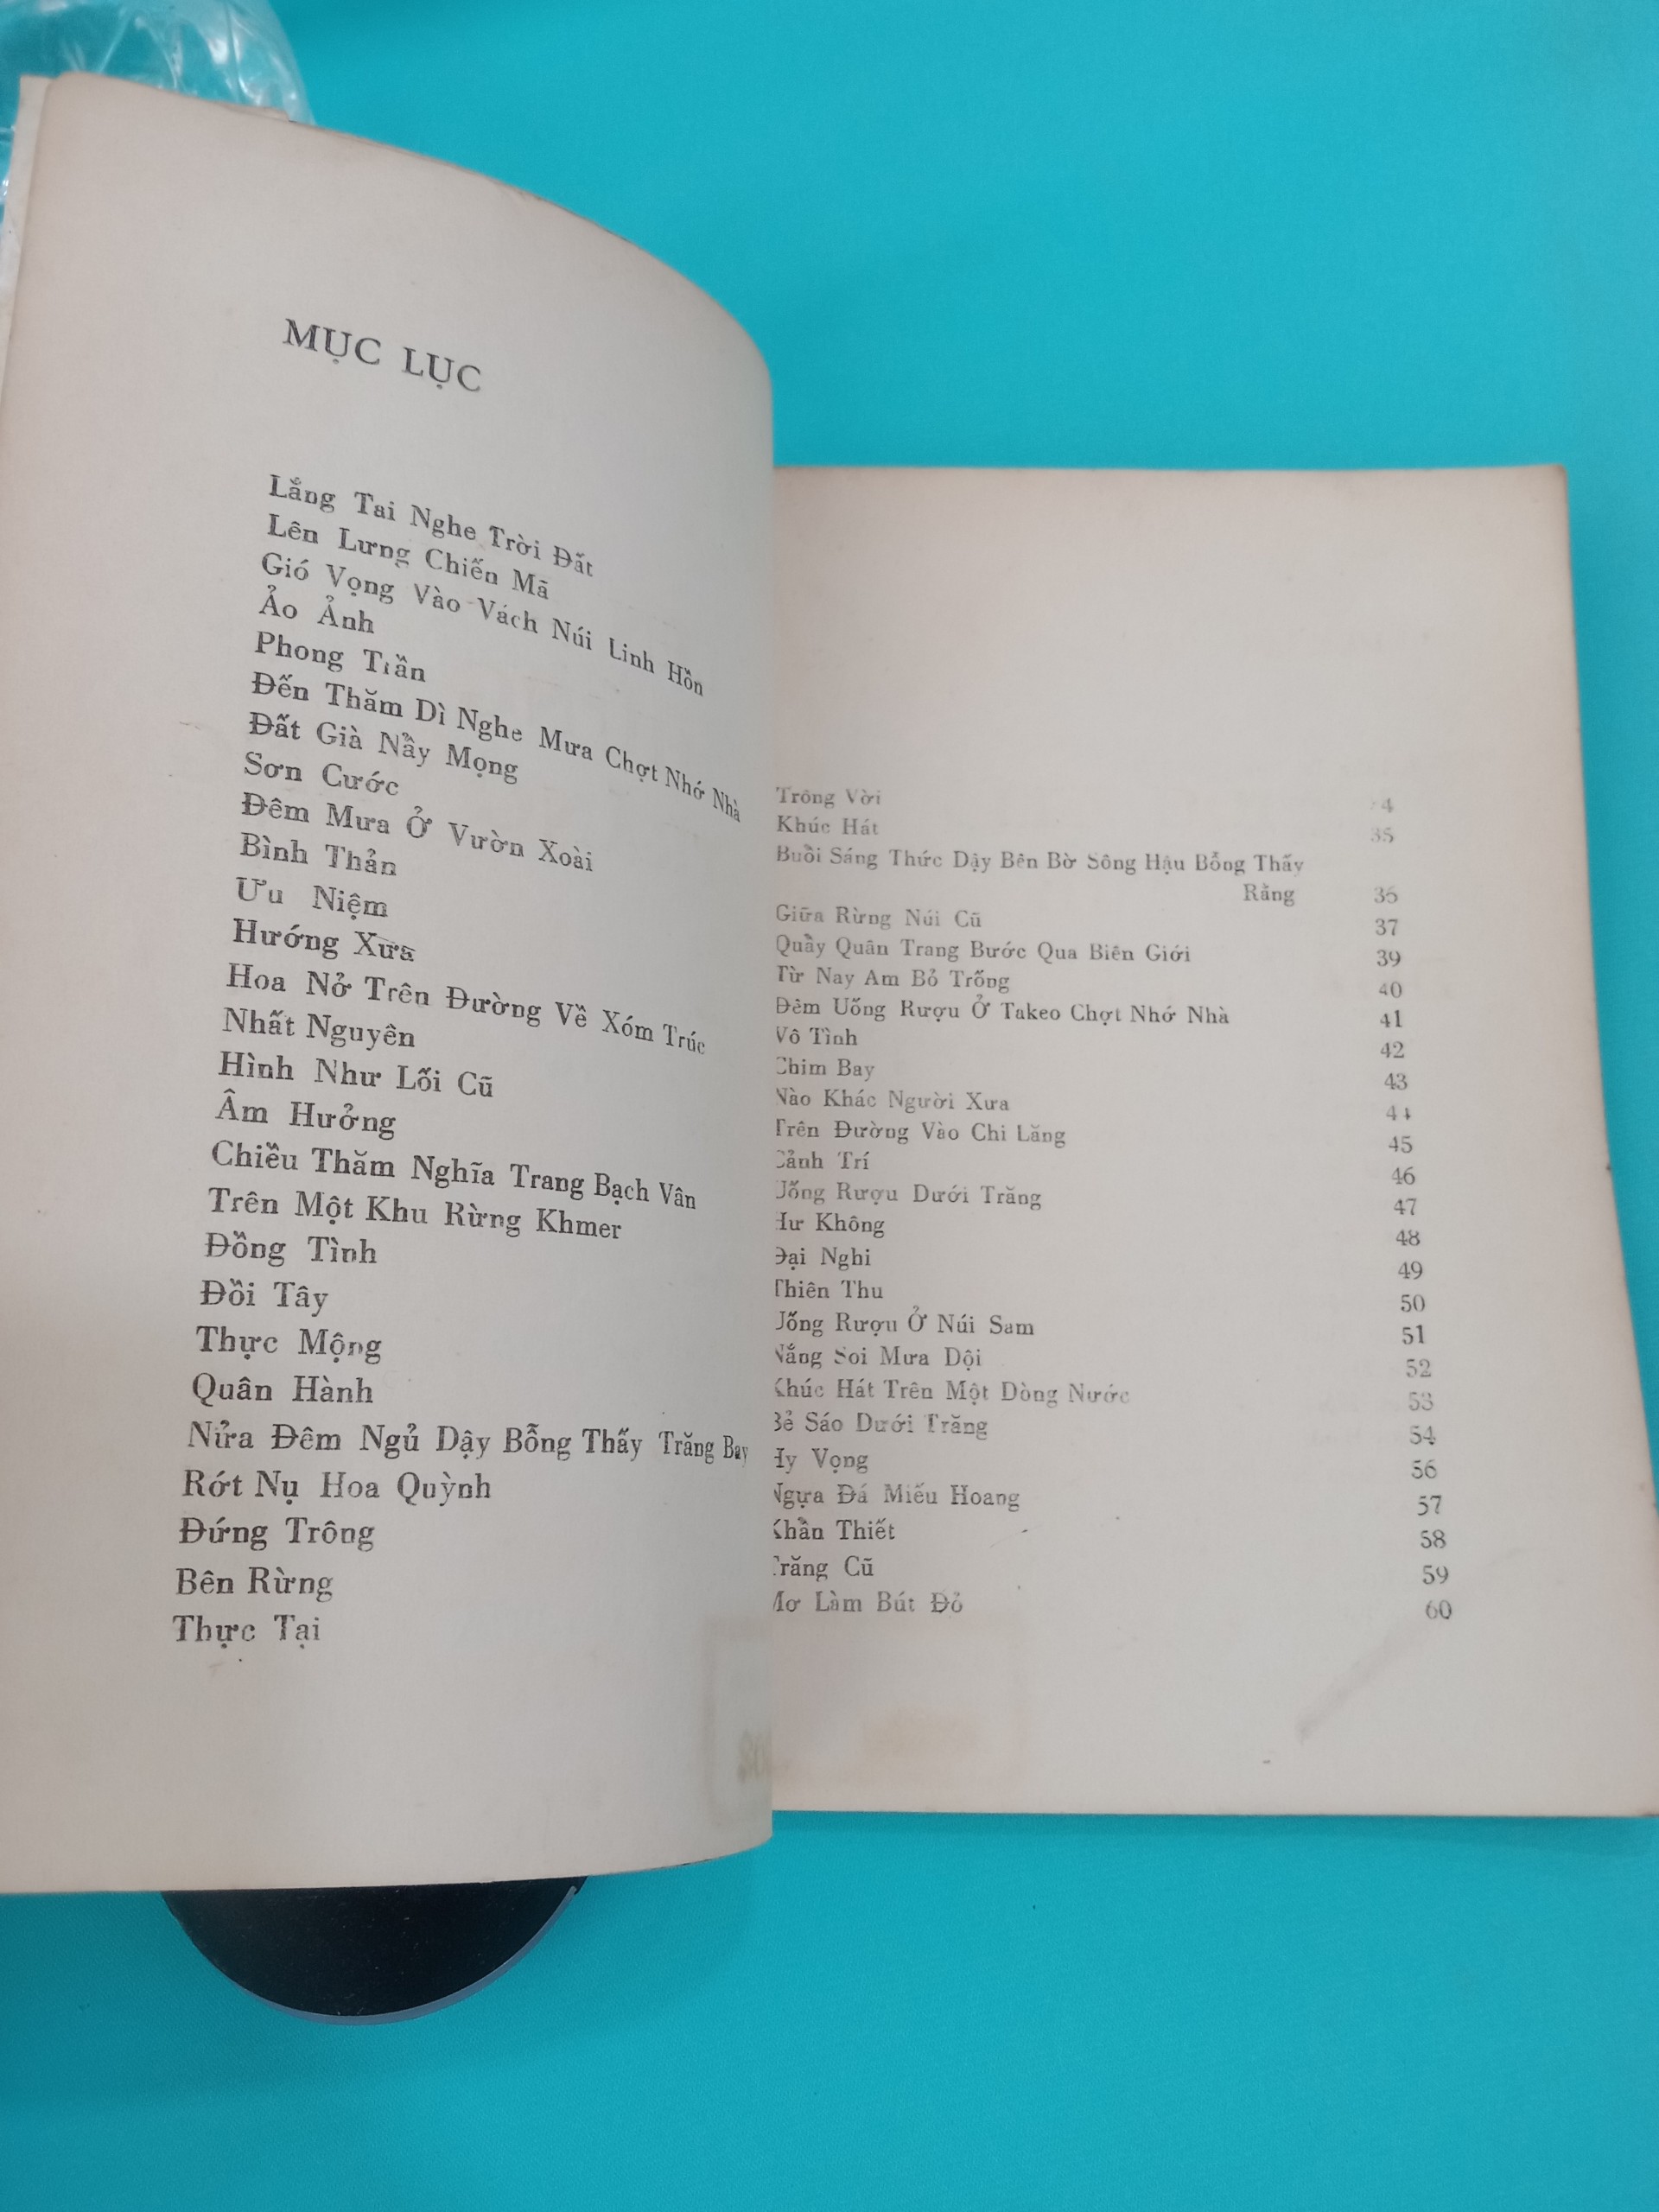 MỤC LỤC
Lắng Tai Nghe Trời Đất
Lên Lưng Chiến Mã
Gió Vọng Vào Vách Núi Linh Hồn
Ảo Ảnh
Phong Trần
Đến Thăm Dì Nghe Mưa Chợt Nhớ Nhà
Đất Già Nầy Mọng
Sơn Cước
Đêm Mưa Ở Vườn Xoài
Bình Thản
Ưu Niệm
Hướng Xưa
Hoa Nở Trên Đường Về Xóm Trúc
Nhất Nguyên
Hình Như Lối Cũ
Âm Hưởng
Chiều Thăm Nghĩa Trang Bạch Vân
Trên Một Khu Rừng Khmer
Đồng Tình
Đồi Tây
Thực Mộng
Quân Hành
Nửa Đêm Ngủ Dậy Bỗng Thấy Trăng Bay
Rớt Nụ Hoa Quỳnh
Đứng Trông
Bên Rừng
Thực Tại
Trông Vời 4
Khúc Hát 35
Buổi Sáng Thức Dậy Bên Bờ Sông Hậu Bỗng Thấy
Rằng 36
Giữa Rừng Núi Cũ 37
Quầy Quân Trang Bước Qua Biên Giới 39
Từ Nay Am Bỏ Trống 40
Đêm Uống Rượu Ở Takeo Chợt Nhớ Nhà 41
Vô Tình 42
Chim Bay 43
Nào Khác Người Xưa 44
Trên Đường Vào Chi Lăng 45
Cảnh Trí 46
Uống Rượu Dưới Trăng 47
Hư Không 48
Đại Nghi 49
Thiên Thu 50
Uống Rượu Ở Núi Sam 51
Nắng Soi Mưa Dội 52
Khúc Hát Trên Một Dòng Nước 53
Bẻ Sáo Dưới Trăng 54
Hy Vọng 56
Ngựa Đá Miếu Hoang 57
Khần Thiết 58
Trăng Cũ 59
Mơ Làm Bút Đỏ 60